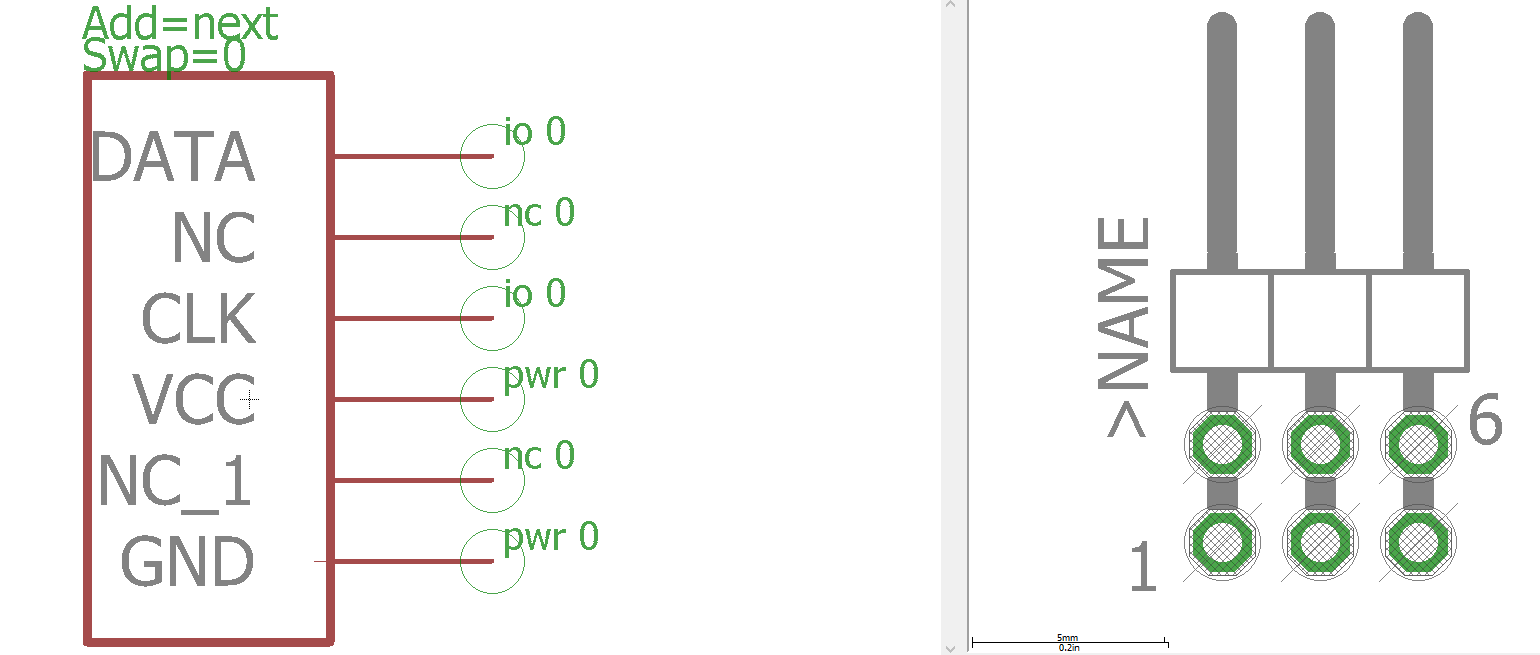 Add=next
Swap=0
DATA
io 0
NC
nc 0
CLK
io 0
VCC
pwr 0
NC_1
nc 0
GND
pwr 0
>NAME
6
1
5mm
0.2in